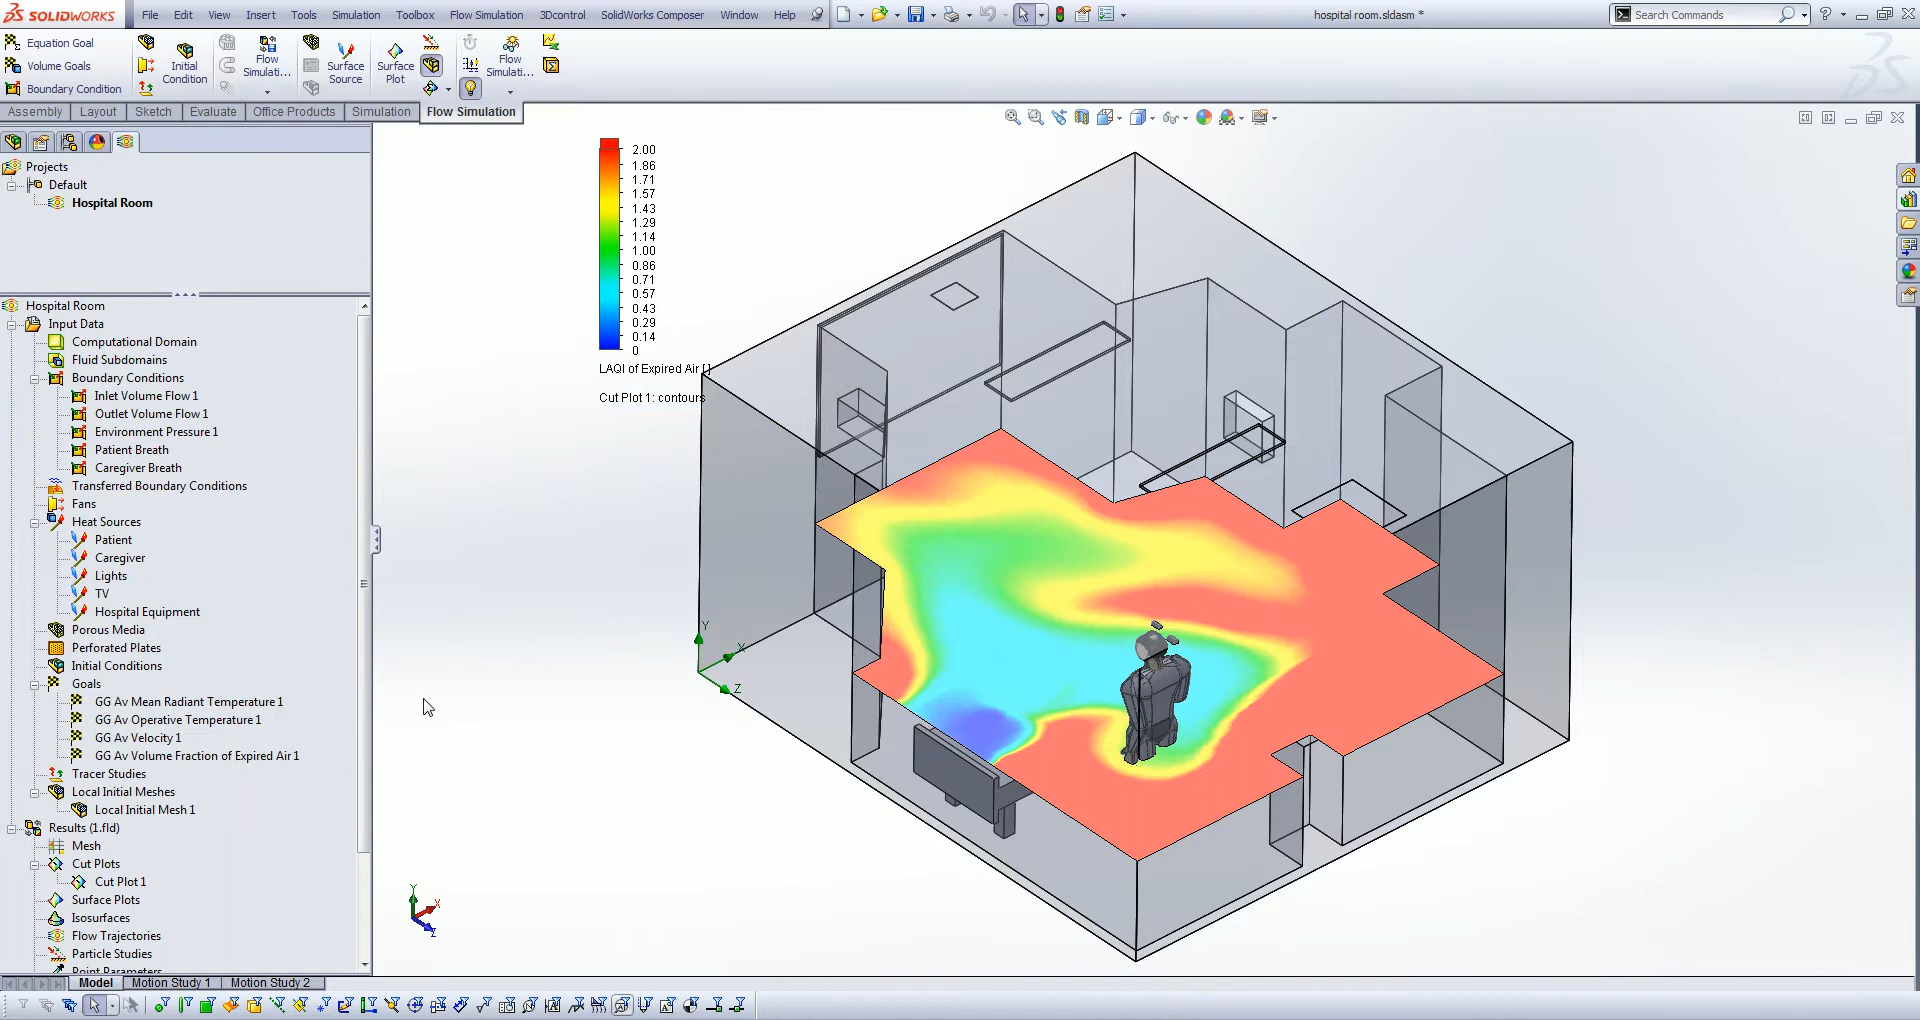 SOLIDWORKS
File Edit View Insert Tools Simulation Toolbox Flow Simulation 3Dcontrol SolidWorks Composer Window Help
hospital room.sldasm *
Search Commands
Equation Goal
Volume Goals
Boundary Condition
Initial
Condition
Flow
Simulati...
Surface
Source
Surface
Plot
Flow
Simulati...
Assembly Layout Sketch Evaluate Office Products Simulation Flow Simulation
Projects
Default
Hospital Room
Hospital Room
Input Data
Computational Domain
Fluid Subdomains
Boundary Conditions
Inlet Volume Flow 1
Outlet Volume Flow 1
Environment Pressure 1
Patient Breath
Caregiver Breath
Transferred Boundary Conditions
Fans
Heat Sources
Patient
Caregiver
Lights
TV
Hospital Equipment
Porous Media
Perforated Plates
Initial Conditions
Goals
GG Av Mean Radiant Temperature 1
GG Av Operative Temperature 1
GG Av Velocity 1
GG Av Volume Fraction of Expired Air 1
Tracer Studies
Local Initial Meshes
Local Initial Mesh 1
Results (1.fld)
Mesh
Cut Plots
Cut Plot 1
Surface Plots
Isosurfaces
Flow Trajectories
Particle Studies
Point Parameters
2.00
1.86
1.71
1.57
1.43
1.29
1.14
1.00
0.86
0.71
0.57
0.43
0.29
0.14
0
LAQI of Expired Air [ ]
Cut Plot 1: contours
Y
X
Z
Y
X
Z
Model Motion Study 1 Motion Study 2